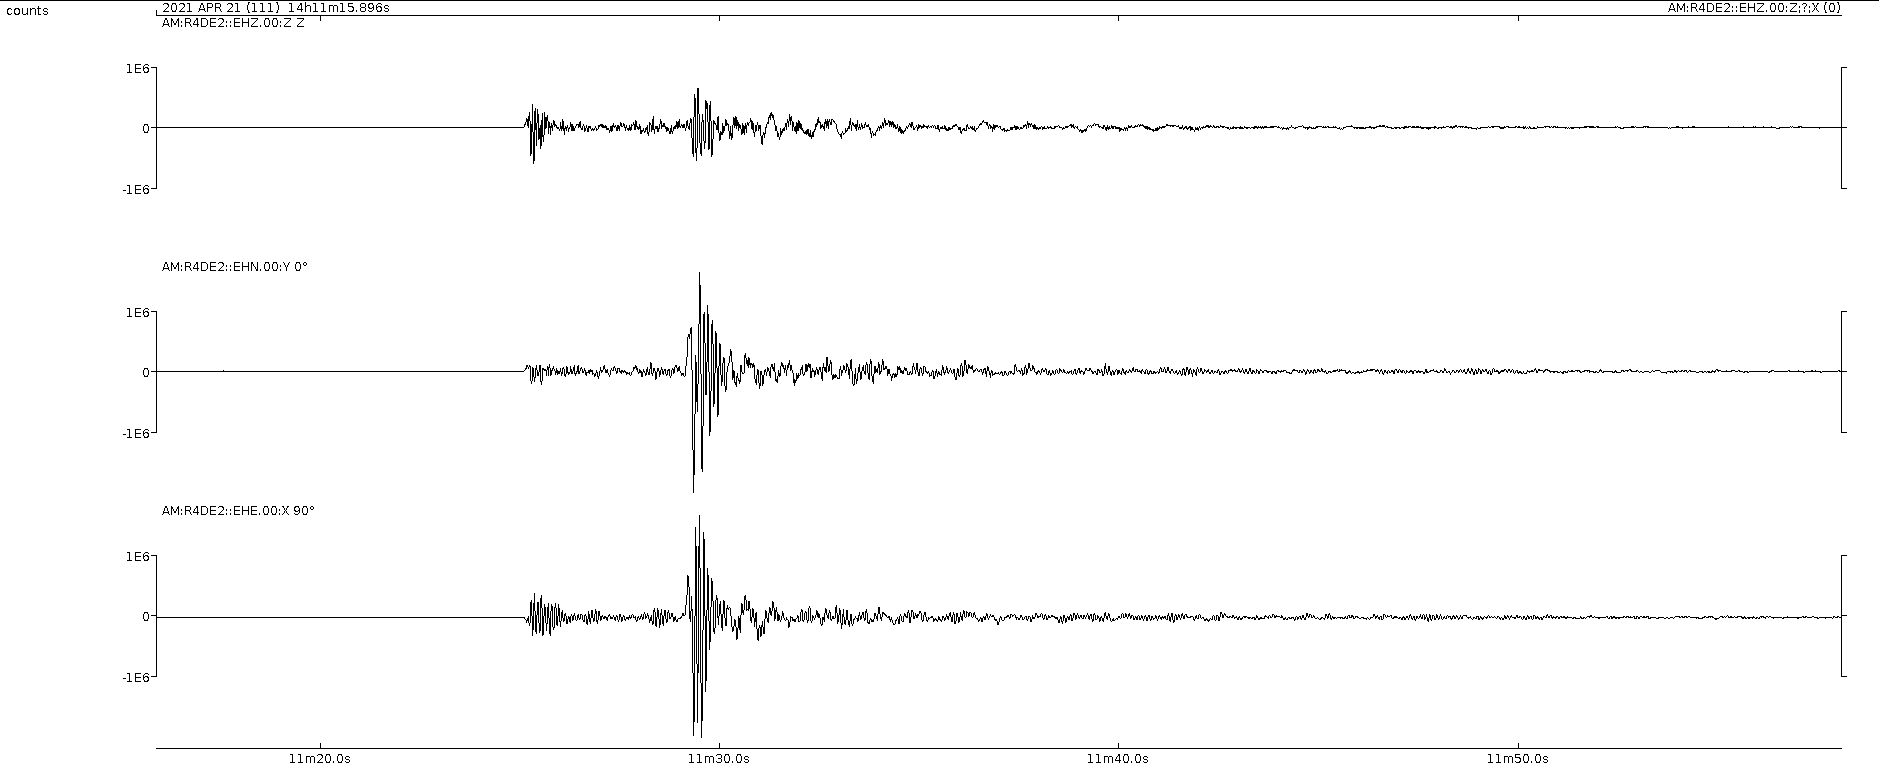 counts
2021 APR 21 (111)  14h11m15.896s
AM:R4DE2::EHZ.00:Z;?;X (0)
AM:R4DE2::EHZ.00:Z Z
1E6
0
-1E6
AM:R4DE2::EHN.00:Y 0°
1E6
0
-1E6
AM:R4DE2::EHE.00:X 90°
1E6
0
-1E6
11m20.0s
11m30.0s
11m40.0s
11m50.0s